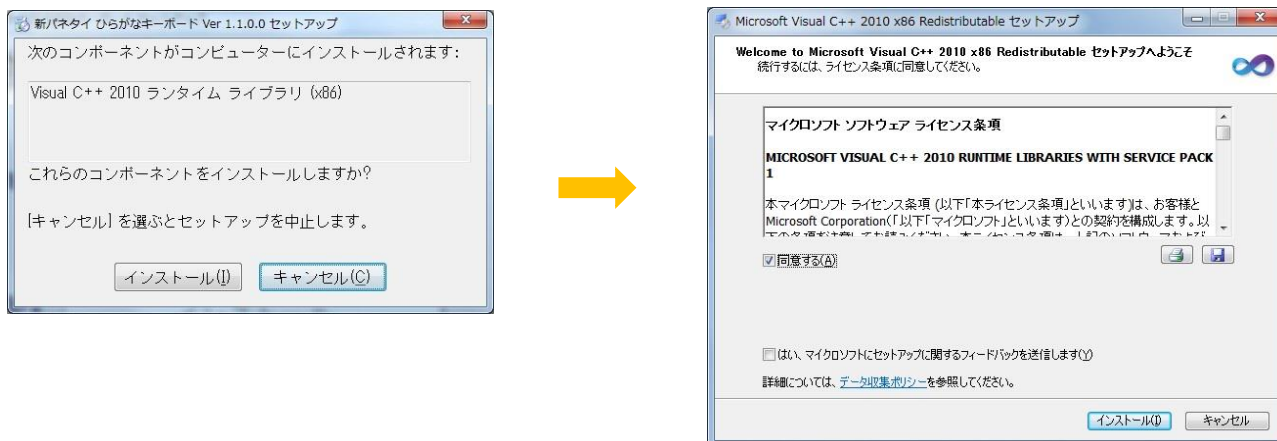 新パネタイ ひらがなキーボード Ver 1.1.0.0 セットアップ
次のコンポーネントがコンピューターにインストールされます:
Visual C++ 2010 ランタイム ライブラリ (x86)
これらのコンポーネントをインストールしますか?
[キャンセル] を選ぶとセットアップを中止します。
インストール(I)
キャンセル(C)
Microsoft Visual C++ 2010 x86 Redistributable セットアップ
Welcome to Microsoft Visual C++ 2010 x86 Redistributable セットアップへようこそ
続行するには、ライセンス条項に同意してください。
マイクロソフト ソフトウェア ライセンス条項
MICROSOFT VISUAL C++ 2010 RUNTIME LIBRARIES WITH SERVICE PACK
1
本マイクロソフト ライセンス条項 (以下「本ライセンス条項」といいます)は、お客様と
Microsoft Corporation(「以下「マイクロソフト」といいます)との契約を構成します。以
同意する(A)
はい、マイクロソフトにセットアップに関するフィードバックを送信します(Y)
詳細については、データ収集ポリシーを参照してください。
インストール(I)
キャンセル